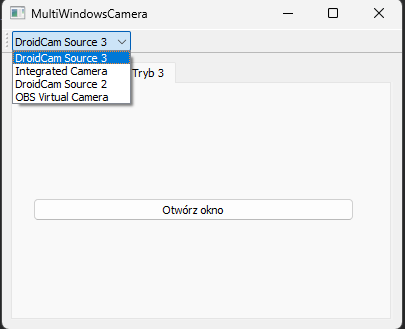 MultiWindowsCamera
DroidCam Source 3
DroidCam Source 3
Integrated Camera
DroidCam Source 2
OBS Virtual Camera
Tryb 3
Otwórz okno